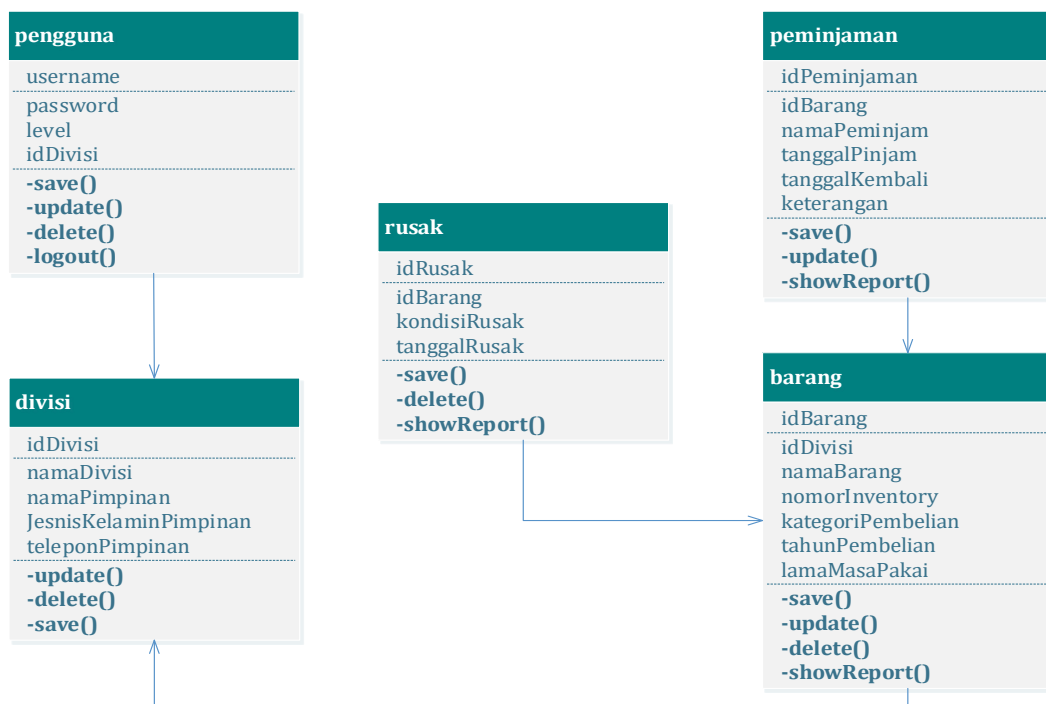 pengguna
username
password
level
idDivisi
-save()
-update()
-delete()
-logout()
divisi
idDivisi
namaDivisi
namaPimpinan
JesnisKelaminPimpinan
teleponPimpinan
-update()
-delete()
-save()
rusak
idRusak
idBarang
kondisiRusak
tanggalRusak
-save()
-delete()
-showReport()
peminjaman
idPeminjaman
idBarang
namaPeminjam
tanggalPinjam
tanggalKembali
keterangan
-save()
-update()
-showReport()
barang
idBarang
idDivisi
namaBarang
nomorInventory
kategoriPembelian
tahunPembelian
lamaMasaPakai
-save()
-update()
-delete()
-showReport()